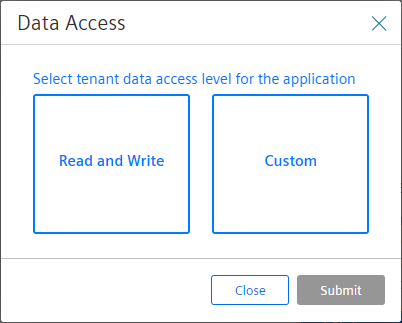 Data Access
Select tenant data access level for the application
Read and Write
Custom
Close
Submit